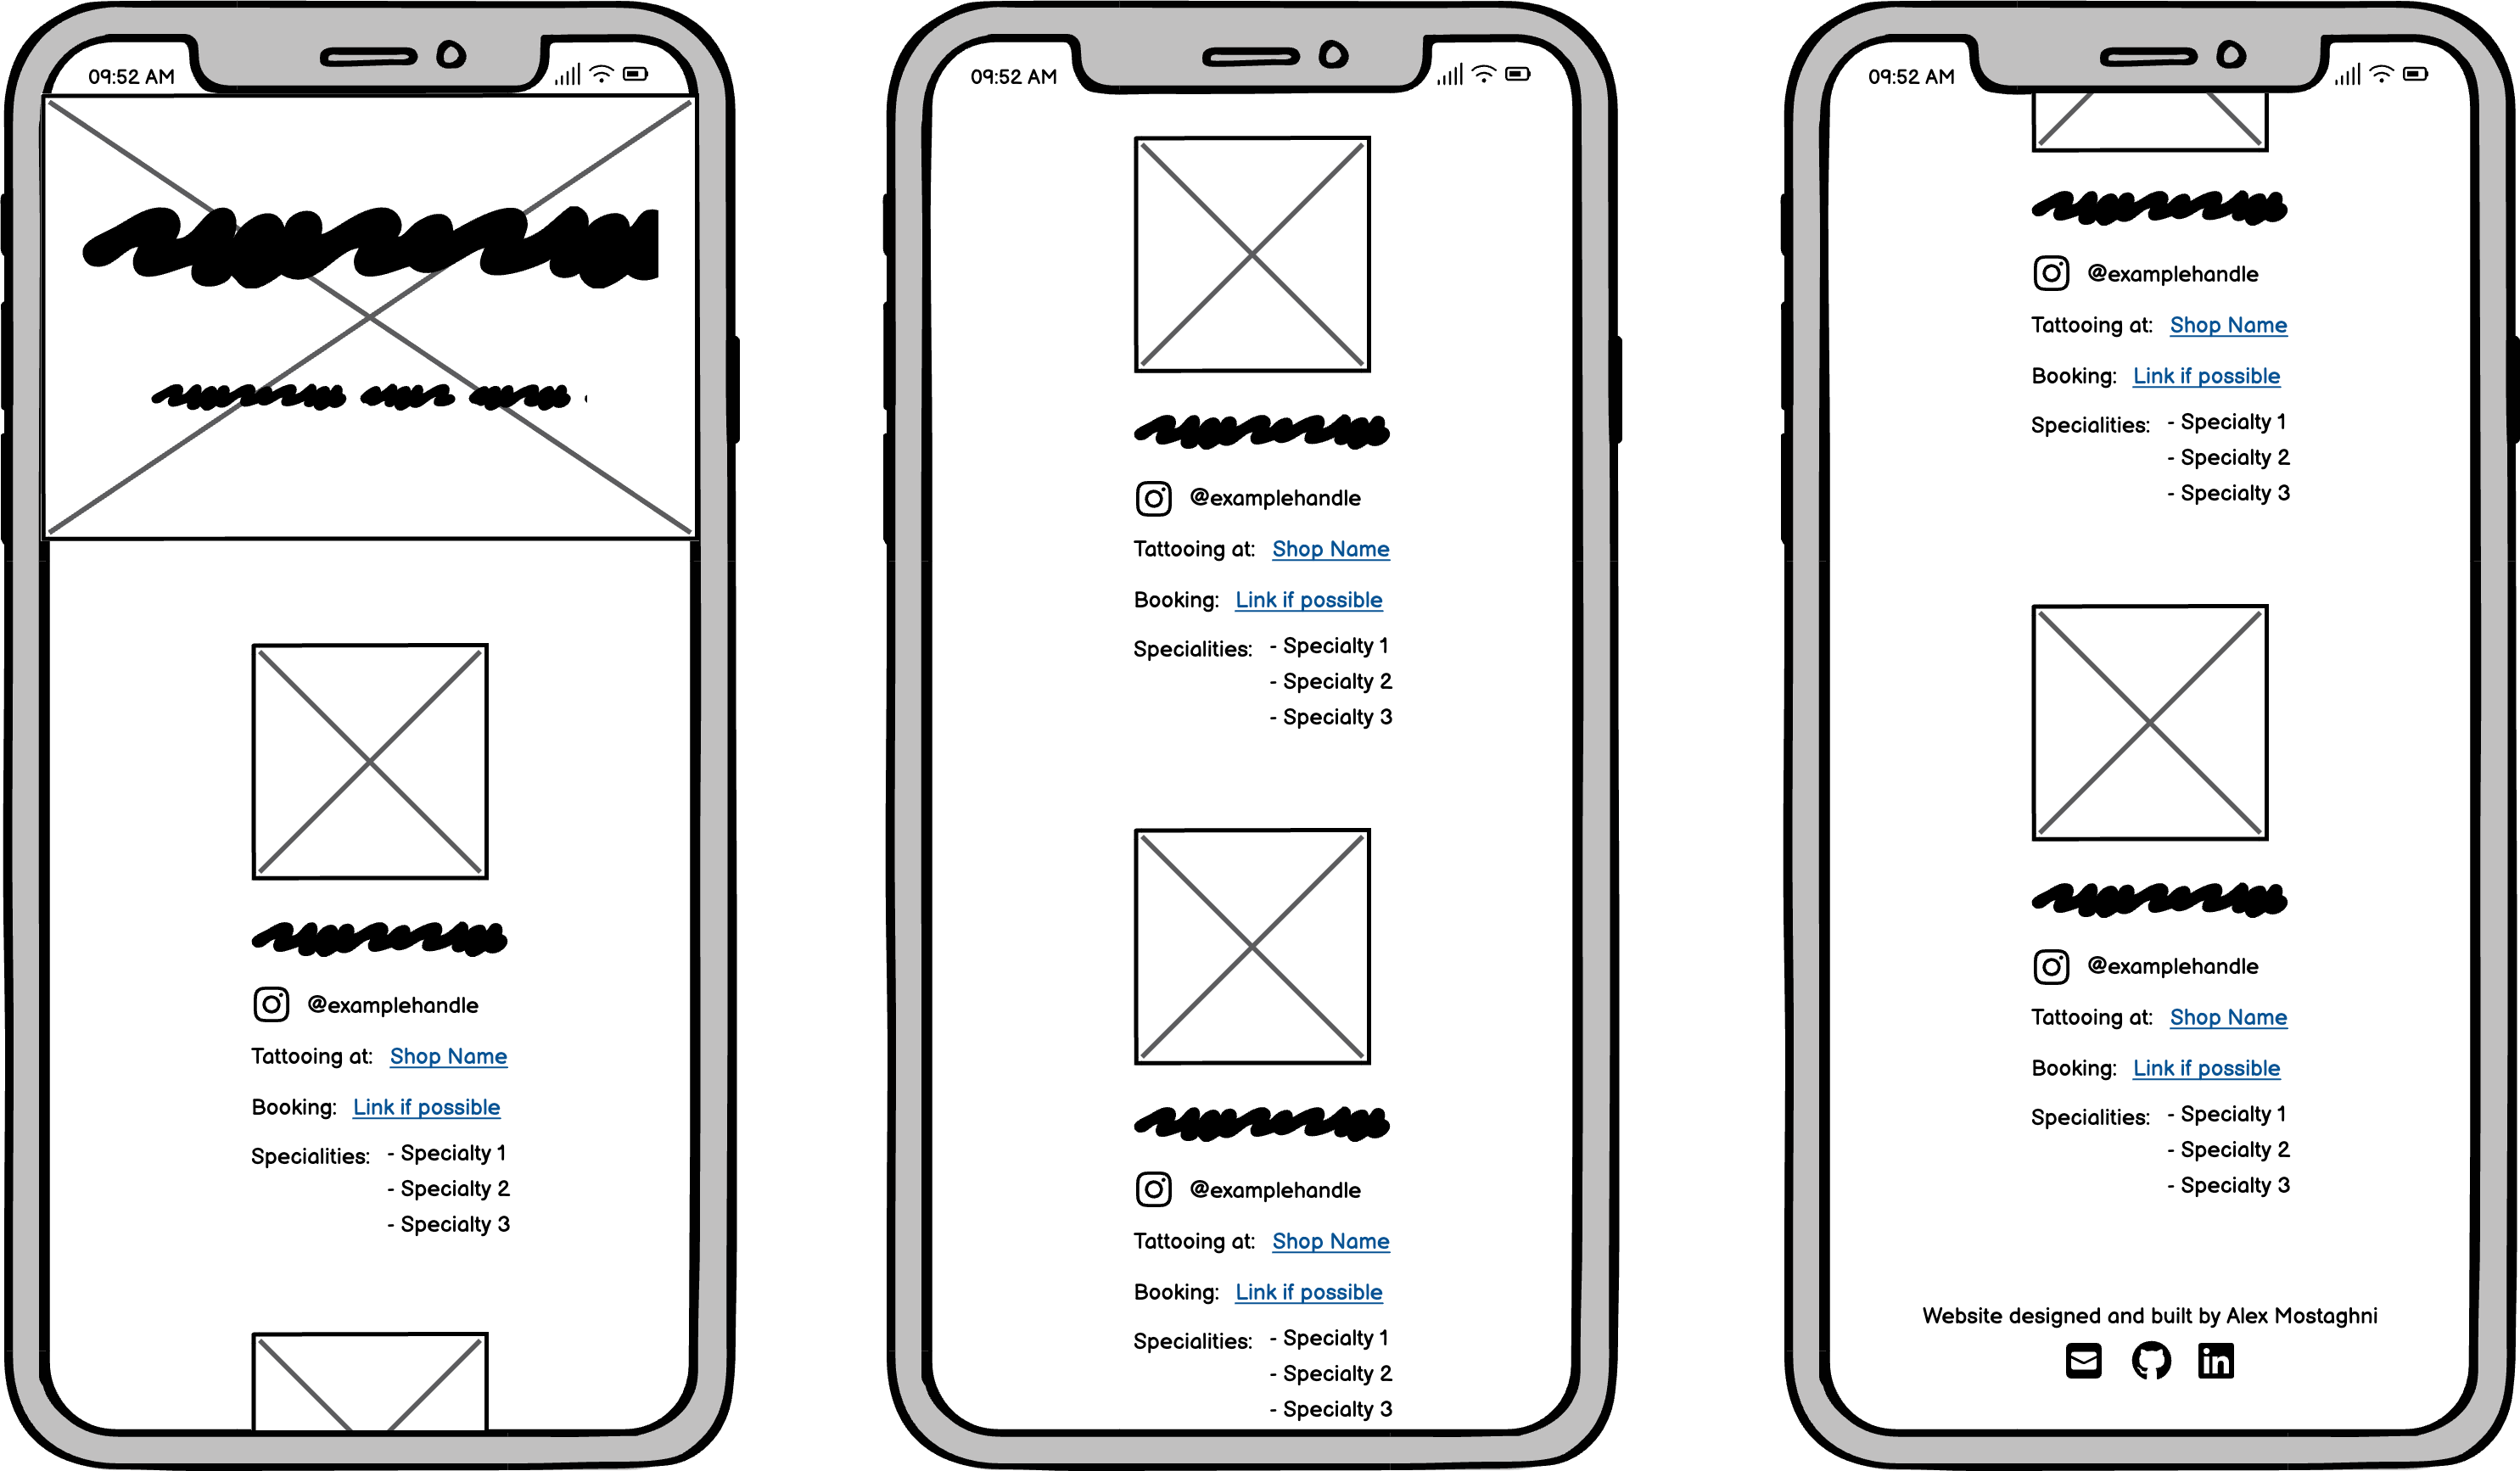 09:52 AM
@examplehandle
Tattooing at: Shop Name
Booking: Link if possible
Specialities: - Specialty 1
- Specialty 2
- Specialty 3
09:52 AM
@examplehandle
Tattooing at: Shop Name
Booking: Link if possible
Specialities: - Specialty 1
- Specialty 2
- Specialty 3
@examplehandle
Tattooing at: Shop Name
Booking: Link if possible
Specialities: - Specialty 1
- Specialty 2
- Specialty 3
09:52 AM
@examplehandle
Tattooing at: Shop Name
Booking: Link if possible
Specialities: - Specialty 1
- Specialty 2
- Specialty 3
@examplehandle
Tattooing at: Shop Name
Booking: Link if possible
Specialities: - Specialty 1
- Specialty 2
- Specialty 3
Website designed and built by Alex Mostaghni
in